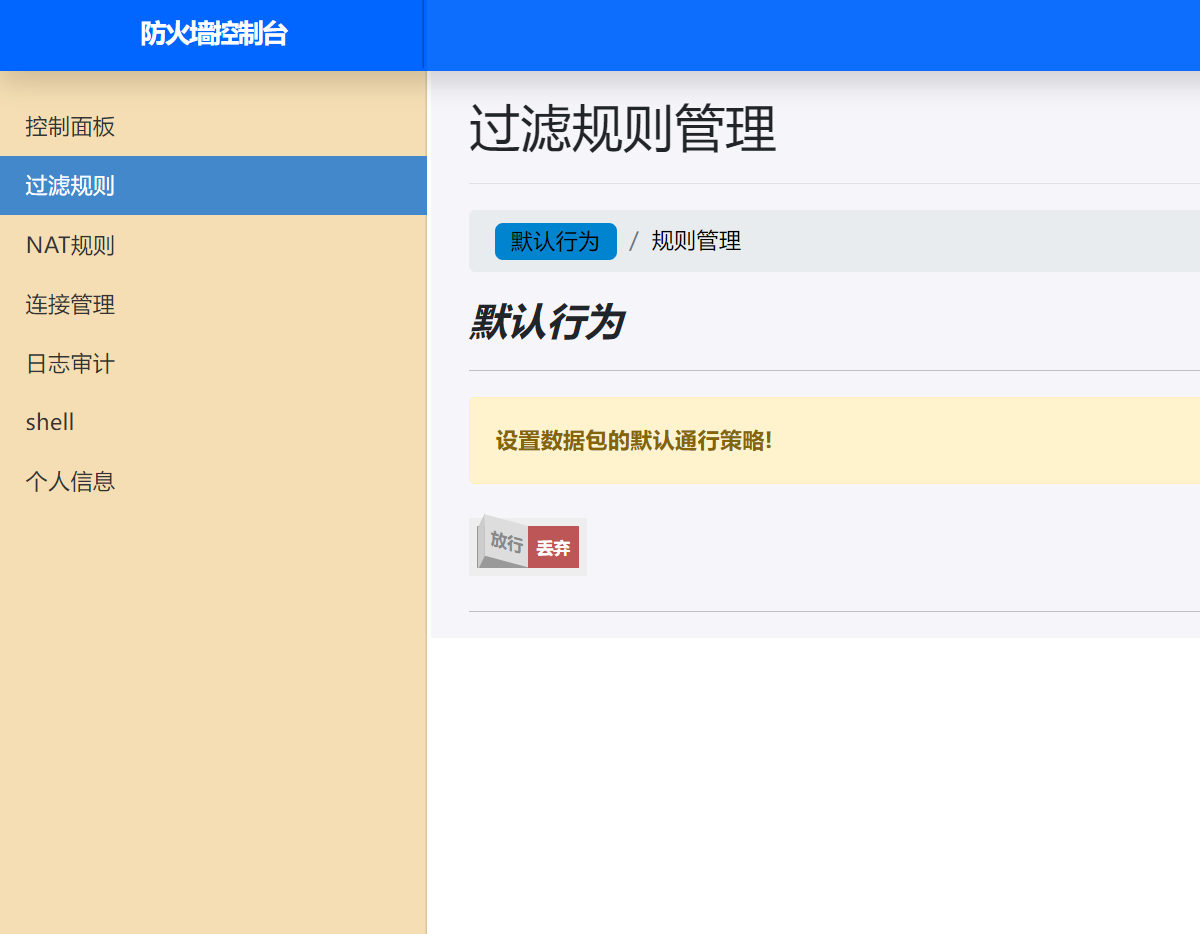 防火墙控制台
控制面板
过滤规则
NAT规则
连接管理
日志审计
shell
个人信息
过滤规则管理
默认行为 / 规则管理
默认行为
设置数据包的默认通行策略!
放行 丢弃